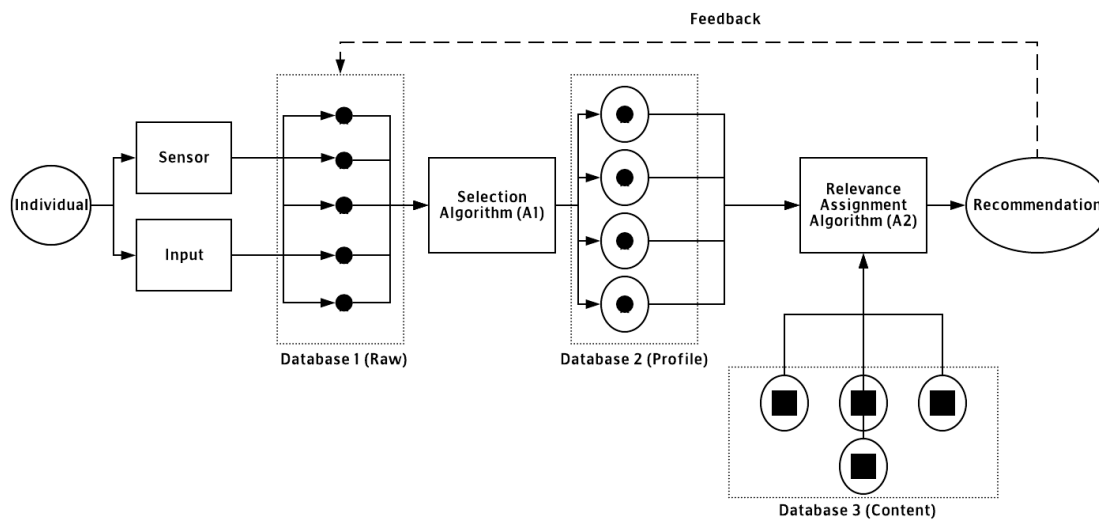 Feedback
Sensor
Individual
Input
Selection
Algorithm (A1)
Relevance
Assignment
Algorithm (A2)
Recommendation
Database 1 (Raw)
Database 2 (Profile)
Database 3 (Content)